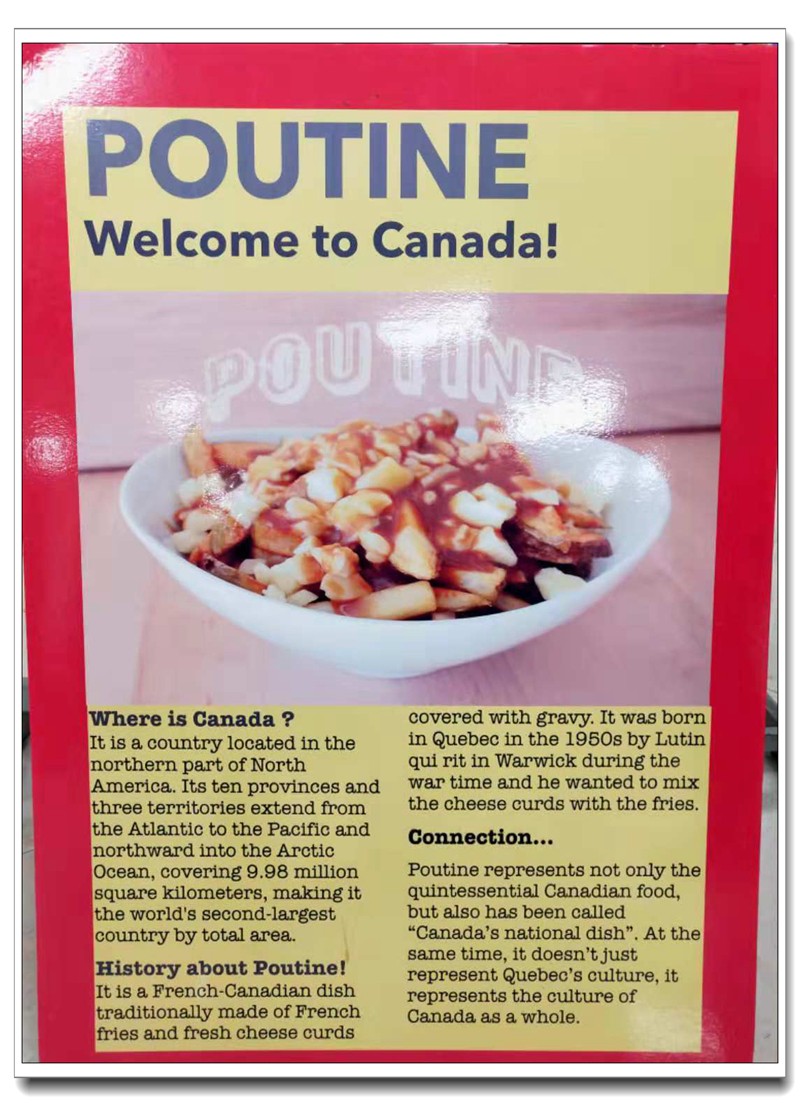 POUTINE
Welcome to Canada!
POUTINE
Where is Canada ?
It is a country located in the
northern part of North
America. Its ten provinces and
three territories extend from
the Atlantic to the Pacific and
northward into the Arctic
Ocean, covering 9.98 million
square kilometers, making it
the world's second-largest
country by total area.
History about Poutine!
It is a French-Canadian dish
traditionally made of French
fries and fresh cheese curds
covered with gravy. It was born
in Quebec in the 1950s by Lutin
qui rit in Warwick during the
war time and he wanted to mix
the cheese curds with the fries.
Connection...
Poutine represents not only the
quintessential Canadian food,
but also has been called
“Canada's national dish”. At the
same time, it doesn't just
represent Quebec's culture, it
represents the culture of
Canada as a whole.